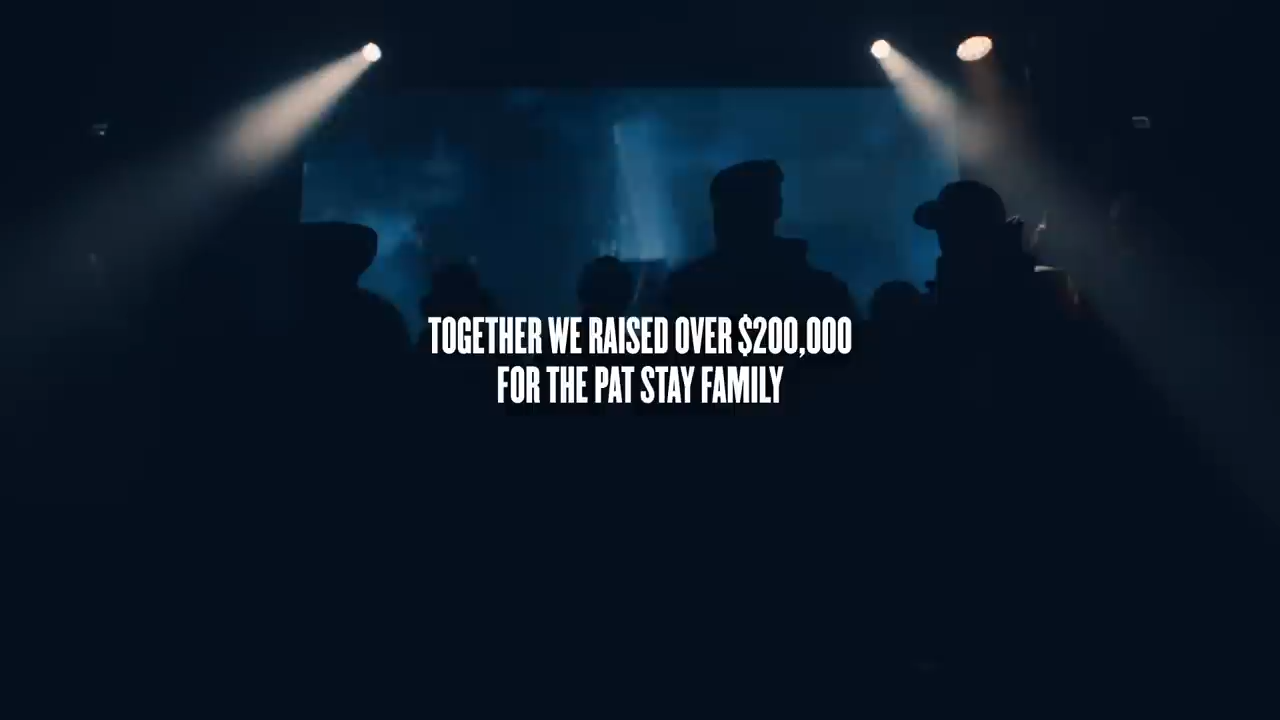 TOGETHER WE RAISED OVER $200,000
FOR THE PAT STAY FAMILY